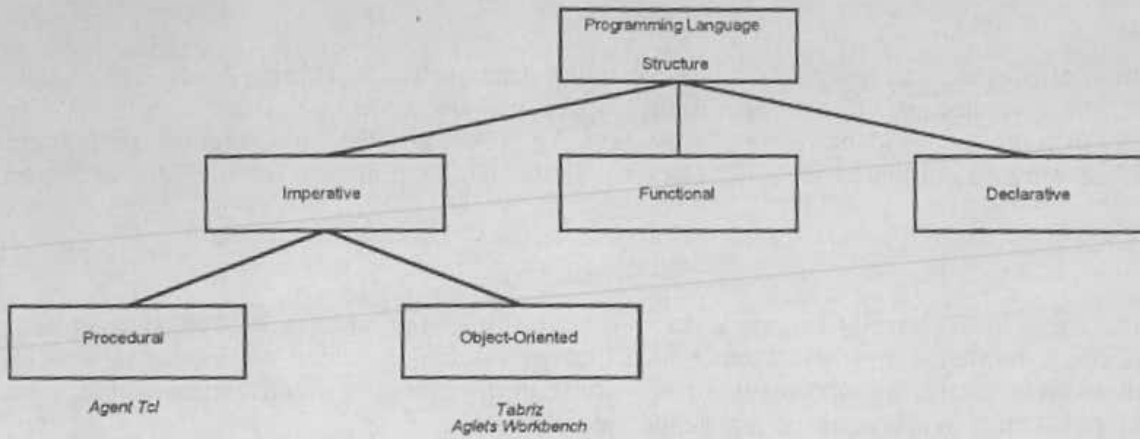 Programming Language
Structure
Imperative
Functional
Declarative
Procedural
Object-Oriented
Agent Tcl
Tabriz
Aglets Workbench